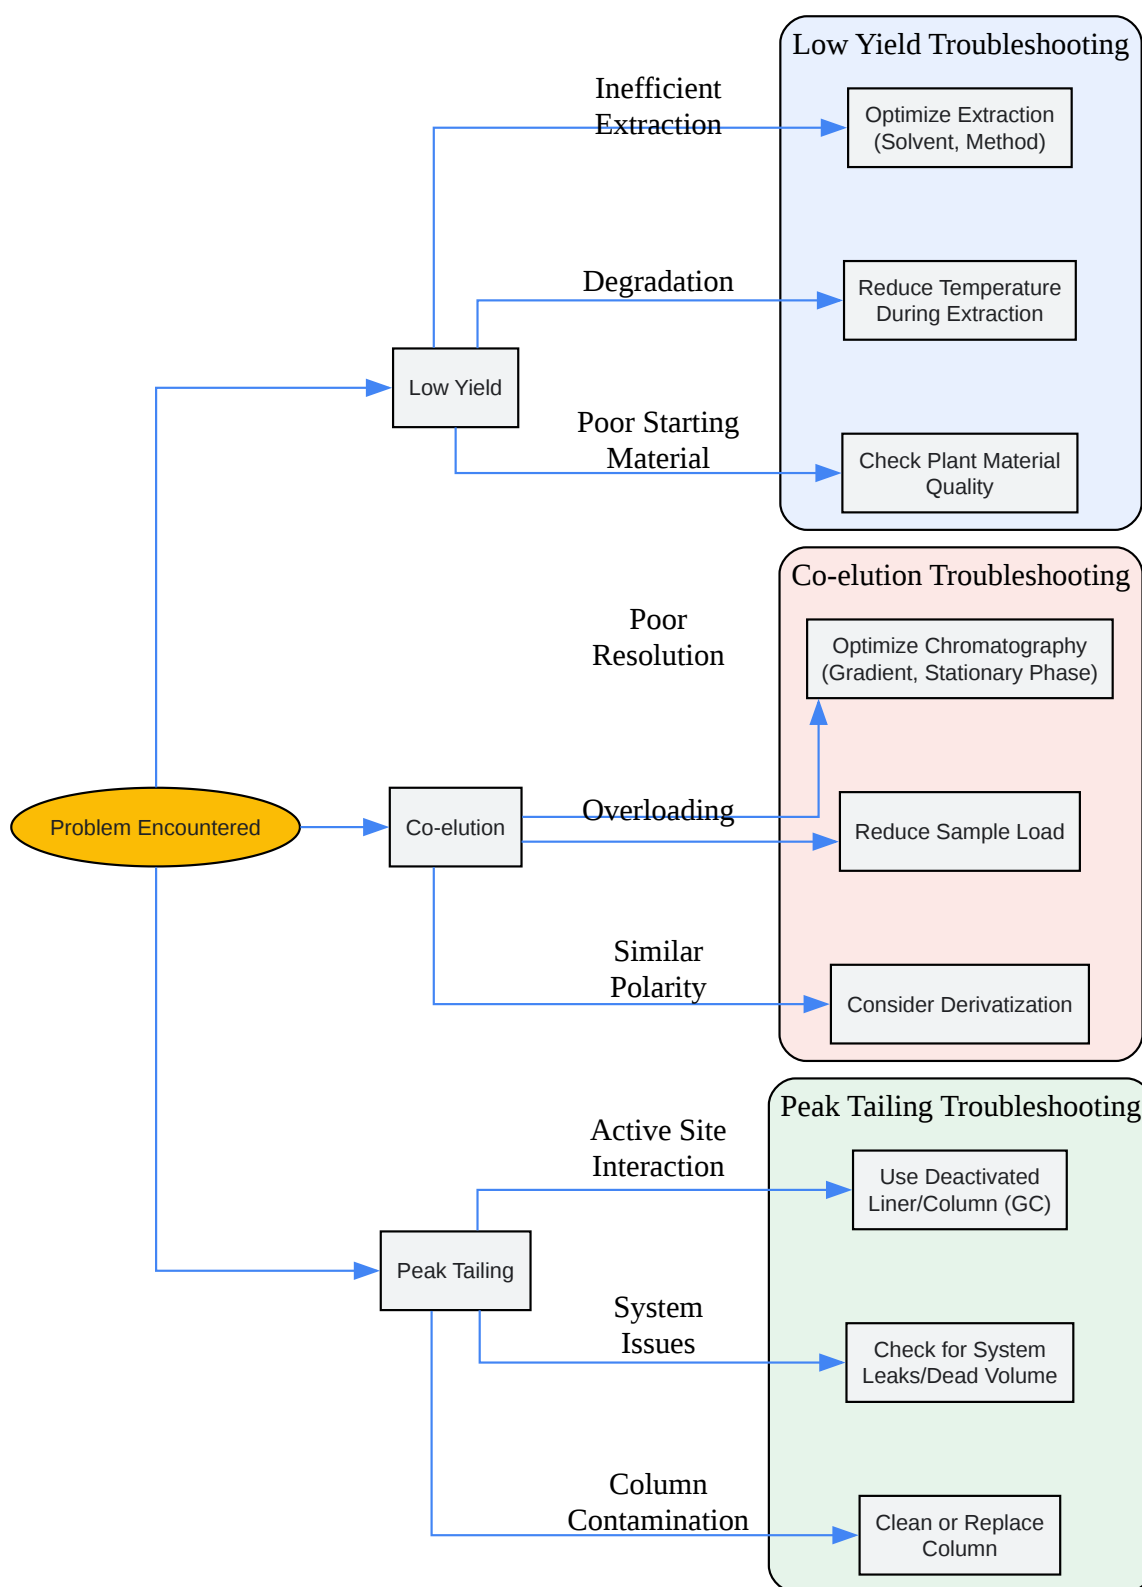 Low Yield Troubleshooting
Inefficient
Extraction
Optimize Extraction
(Solvent, Method)
Degradation
Reduce Temperature
During Extraction
Low Yield
Poor Starting
Material
Check Plant Material
Quality
Co-elution Troubleshooting
Poor
Resolution
Optimize Chromatography
(Gradient, Stationary Phase)
Problem Encountered
Co-elution
Overloading
Reduce Sample Load
Similar
Polarity
Consider Derivatization
Peak Tailing Troubleshooting
Active Site
Interaction
Use Deactivated
Liner/Column (GC)
Peak Tailing
System
Issues
Check for System
Leaks/Dead Volume
Column
Contamination
Clean or Replace
Column